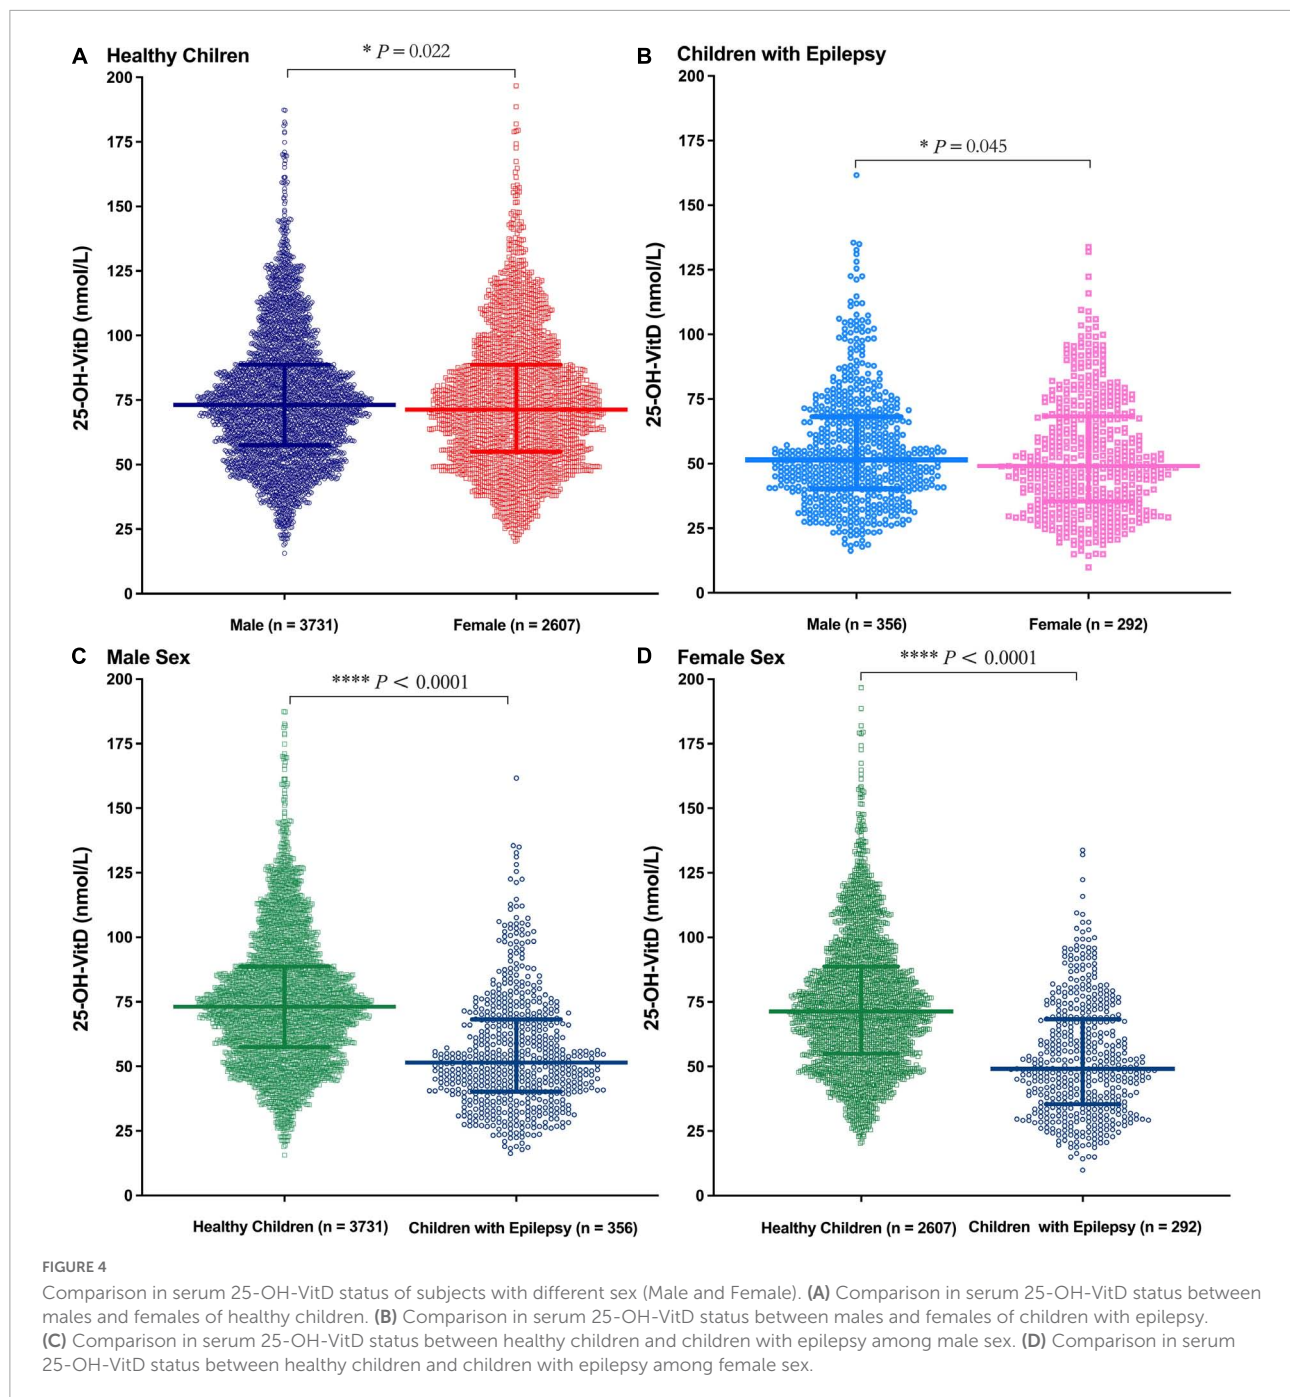 A Healthy Chilren
* P = 0.022
200
175
150
125
100
75
50
25
0
25-OH-VitD (nmol/L)
Male (n = 3731)
Female (n = 2607)
B Children with Epilepsy
* P = 0.045
200
175
150
125
100
75
50
25
0
25-OH-VitD (nmol/L)
Male (n = 356)
Female (n = 292)
C Male Sex
**** P < 0.0001
200
175
150
125
100
75
50
25
0
25-OH-VitD (nmol/L)
Healthy Children (n = 3731)
Children with Epilepsy (n = 356)
D Female Sex
**** P < 0.0001
200
175
150
125
100
75
50
25
0
25-OH-VitD (nmol/L)
Healthy Children (n = 2607)
Children with Epilepsy (n = 292)
FIGURE 4
Comparison in serum 25-OH-VitD status of subjects with different sex (Male and Female). (A) Comparison in serum 25-OH-VitD status between
males and females of healthy children. (B) Comparison in serum 25-OH-VitD status between males and females of children with epilepsy.
(C) Comparison in serum 25-OH-VitD status between healthy children and children with epilepsy among male sex. (D) Comparison in serum
25-OH-VitD status between healthy children and children with epilepsy among female sex.